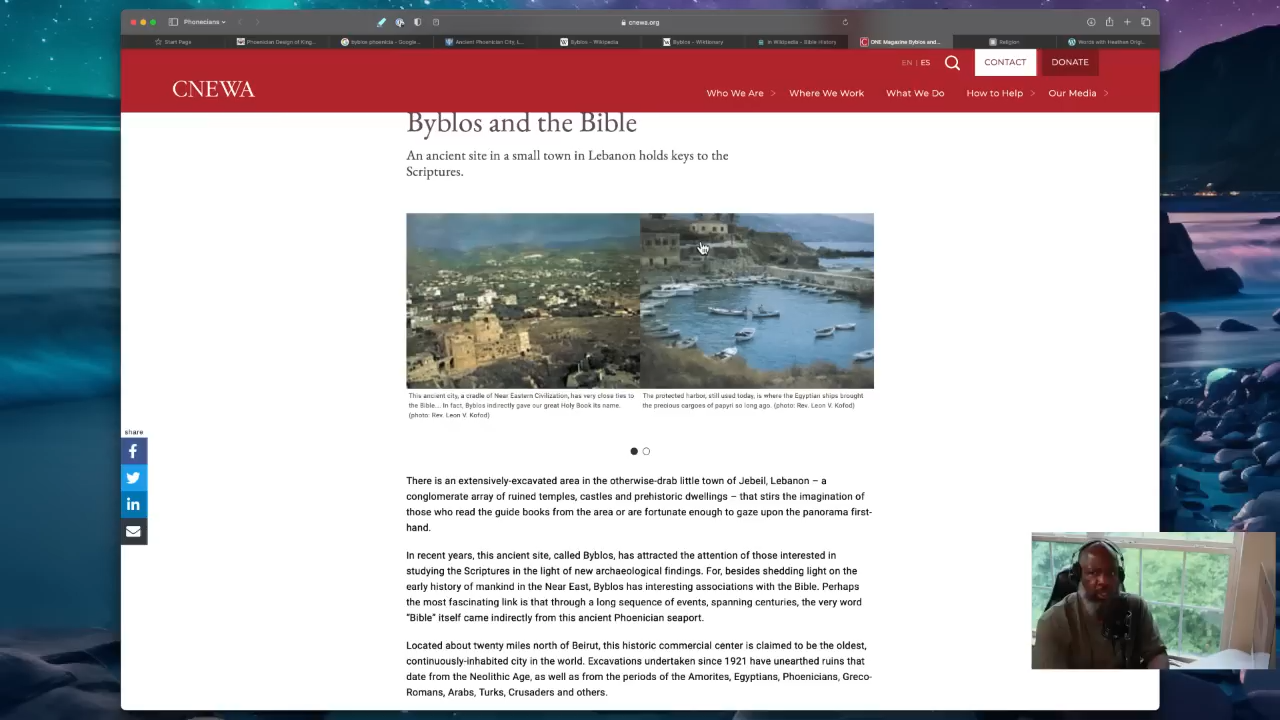 Phonecians
cnewa.org
Start Page
Phoenician Design of King...
byblos phoenicia - Google...
Ancient Phoenician City, L...
Byblos - Wikipedia
Byblos - Wiktionary
In Wikipedia - Bible History
ONE Magazine Byblos and...
Religion
Words with Heathen Origi...
EN | ES
CONTACT
DONATE
CNEWA
Who We Are
Where We Work
What We Do
How to Help
Our Media
Byblos and the Bible
An ancient site in a small town in Lebanon holds keys to the
Scriptures.
This ancient city, a cradle of Near Eastern Civilization, has very close ties to
the Bible... In fact, Byblos indirectly gave our great Holy Book its name.
(photo: Rev. Leon V. Kofod)
The protected harbor, still used today, is where the Egyptian ships brought
the precious cargoes of papyri so long ago. (photo: Rev. Leon V. Kofod)
share
There is an extensively-excavated area in the otherwise-drab little town of Jebeil, Lebanon – a
conglomerate array of ruined temples, castles and prehistoric dwellings – that stirs the imagination of
those who read the guide books from the area or are fortunate enough to gaze upon the panorama first-
hand.
In recent years, this ancient site, called Byblos, has attracted the attention of those interested in
studying the Scriptures in the light of new archaeological findings. For, besides shedding light on the
early history of mankind in the Near East, Byblos has interesting associations with the Bible. Perhaps
the most fascinating link is that through a long sequence of events, spanning centuries, the very word
“Bible” itself came indirectly from this ancient Phoenician seaport.
Located about twenty miles north of Beirut, this historic commercial center is claimed to be the oldest,
continuously-inhabited city in the world. Excavations undertaken since 1921 have unearthed ruins that
date from the Neolithic Age, as well as from the periods of the Amorites, Egyptians, Phoenicians, Greco-
Romans, Arabs, Turks, Crusaders and others.